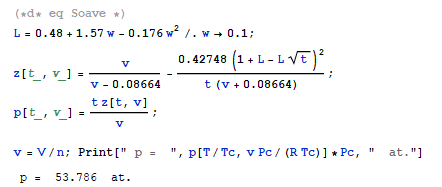 (*d* eq Soave *)
L = 0.48 + 1.57 w - 0.176 w² /. w → 0.1;
z[t_, v_] = v / (v - 0.08664) - 0.42748 (1 + L - L √t)² / (t (v + 0.08664)) ;
p[t_, v_] = t z[t, v] / v ;
v = V/n; Print[" p =  ", p[T/Tc, v Pc/(R Tc)] * Pc, "  at."]
p =  53.786  at.